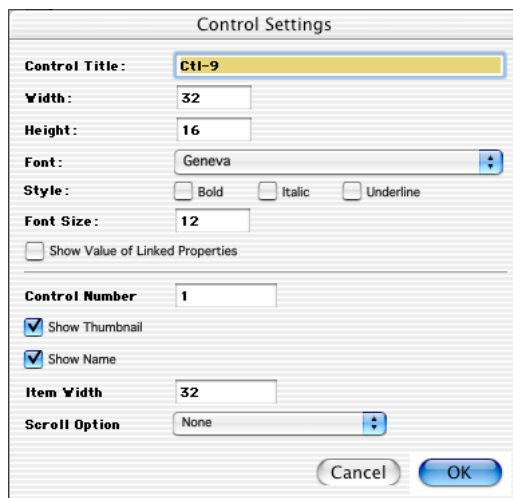 Control Settings
Control Title: Ctl-9
Width: 32
Height: 16
Font: Geneva
Style: Bold Italic Underline
Font Size: 12
Show Value of Linked Properties
Control Number 1
Show Thumbnail
Show Name
Item Width 32
Scroll Option None
Cancel OK